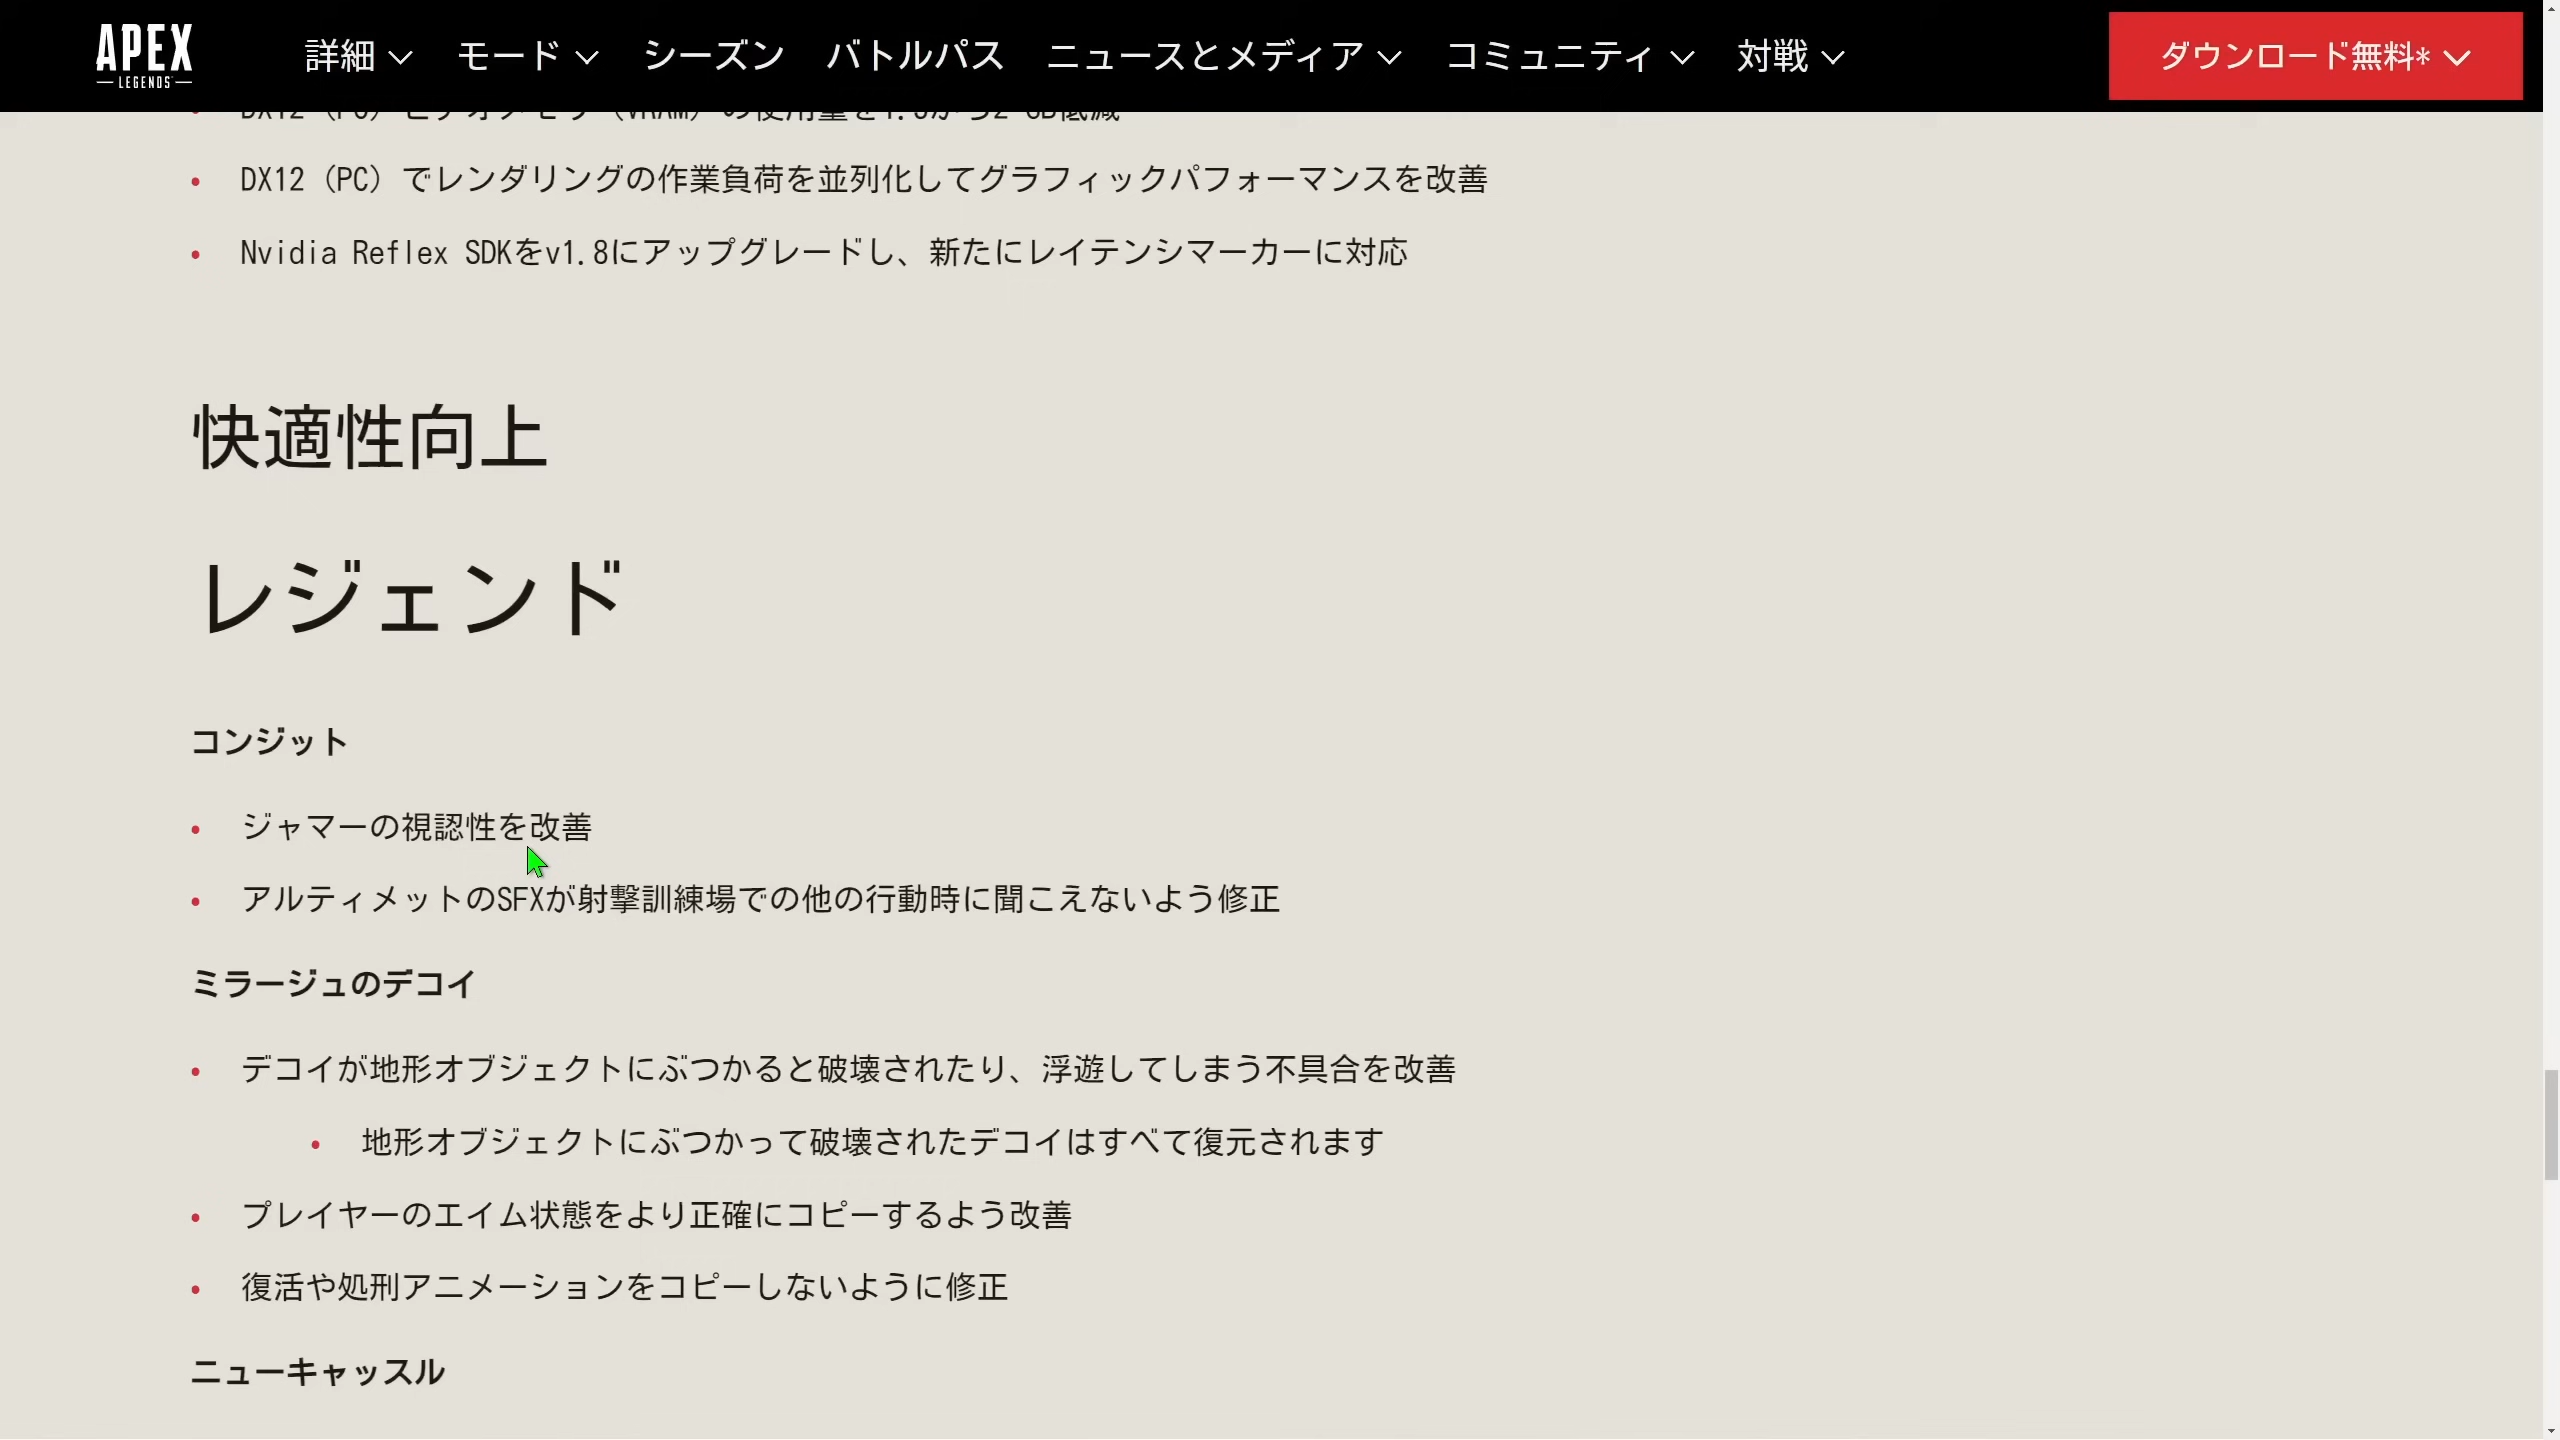 APEX
LEGENDS
詳細
モード
シーズン
バトルパス
ニュースとメディア
コミュニティ
対戦
ダウンロード無料*
DX12（PC）でレンダリングの作業負荷を並列化してグラフィックパフォーマンスを改善
Nvidia Reflex SDKをv1.8にアップグレードし、新たにレイテンシマーカーに対応
快適性向上
レジェンド
コンジット
ジャマーの視認性を改善
アルティメットのSFXが射撃訓練場での他の行動時に聞こえないよう修正
ミラージュのデコイ
デコイが地形オブジェクトにぶつかると破壊されたり、浮遊してしまう不具合を改善
地形オブジェクトにぶつかって破壊されたデコイはすべて復元されます
プレイヤーのエイム状態をより正確にコピーするよう改善
復活や処刑アニメーションをコピーしないように修正
ニューキャッスル